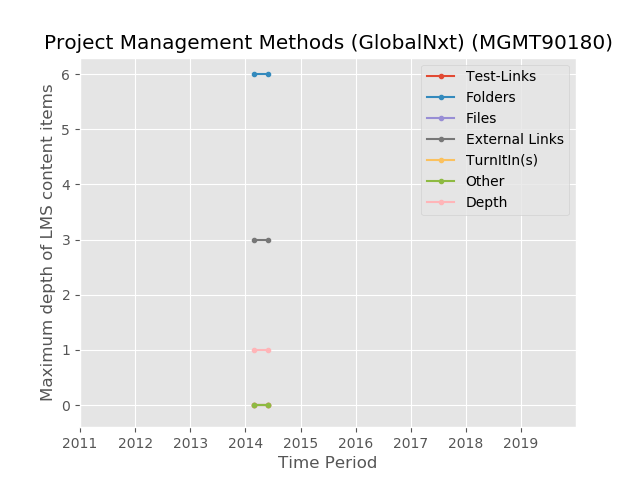 Project Management Methods (GlobalNxt) (MGMT90180)
Maximum depth of LMS content items
6
5
4
3
2
1
0
Test-Links
Folders
Files
External Links
TurnItIn(s)
Other
Depth
2011 2012 2013 2014 2015 2016 2017 2018 2019
Time Period